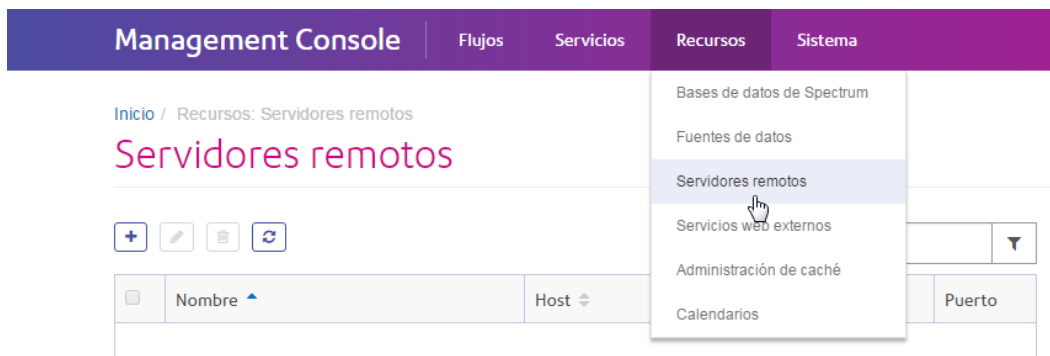 Management Console Flujos Servicios Recursos Sistema
Bases de datos de Spectrum
Inicio / Recursos: Servidores remotos
Fuentes de datos
Servidores remotos
Servidores remotos
Servicios web externos
Administración de caché
Nombre Host Puerto
Calendarios